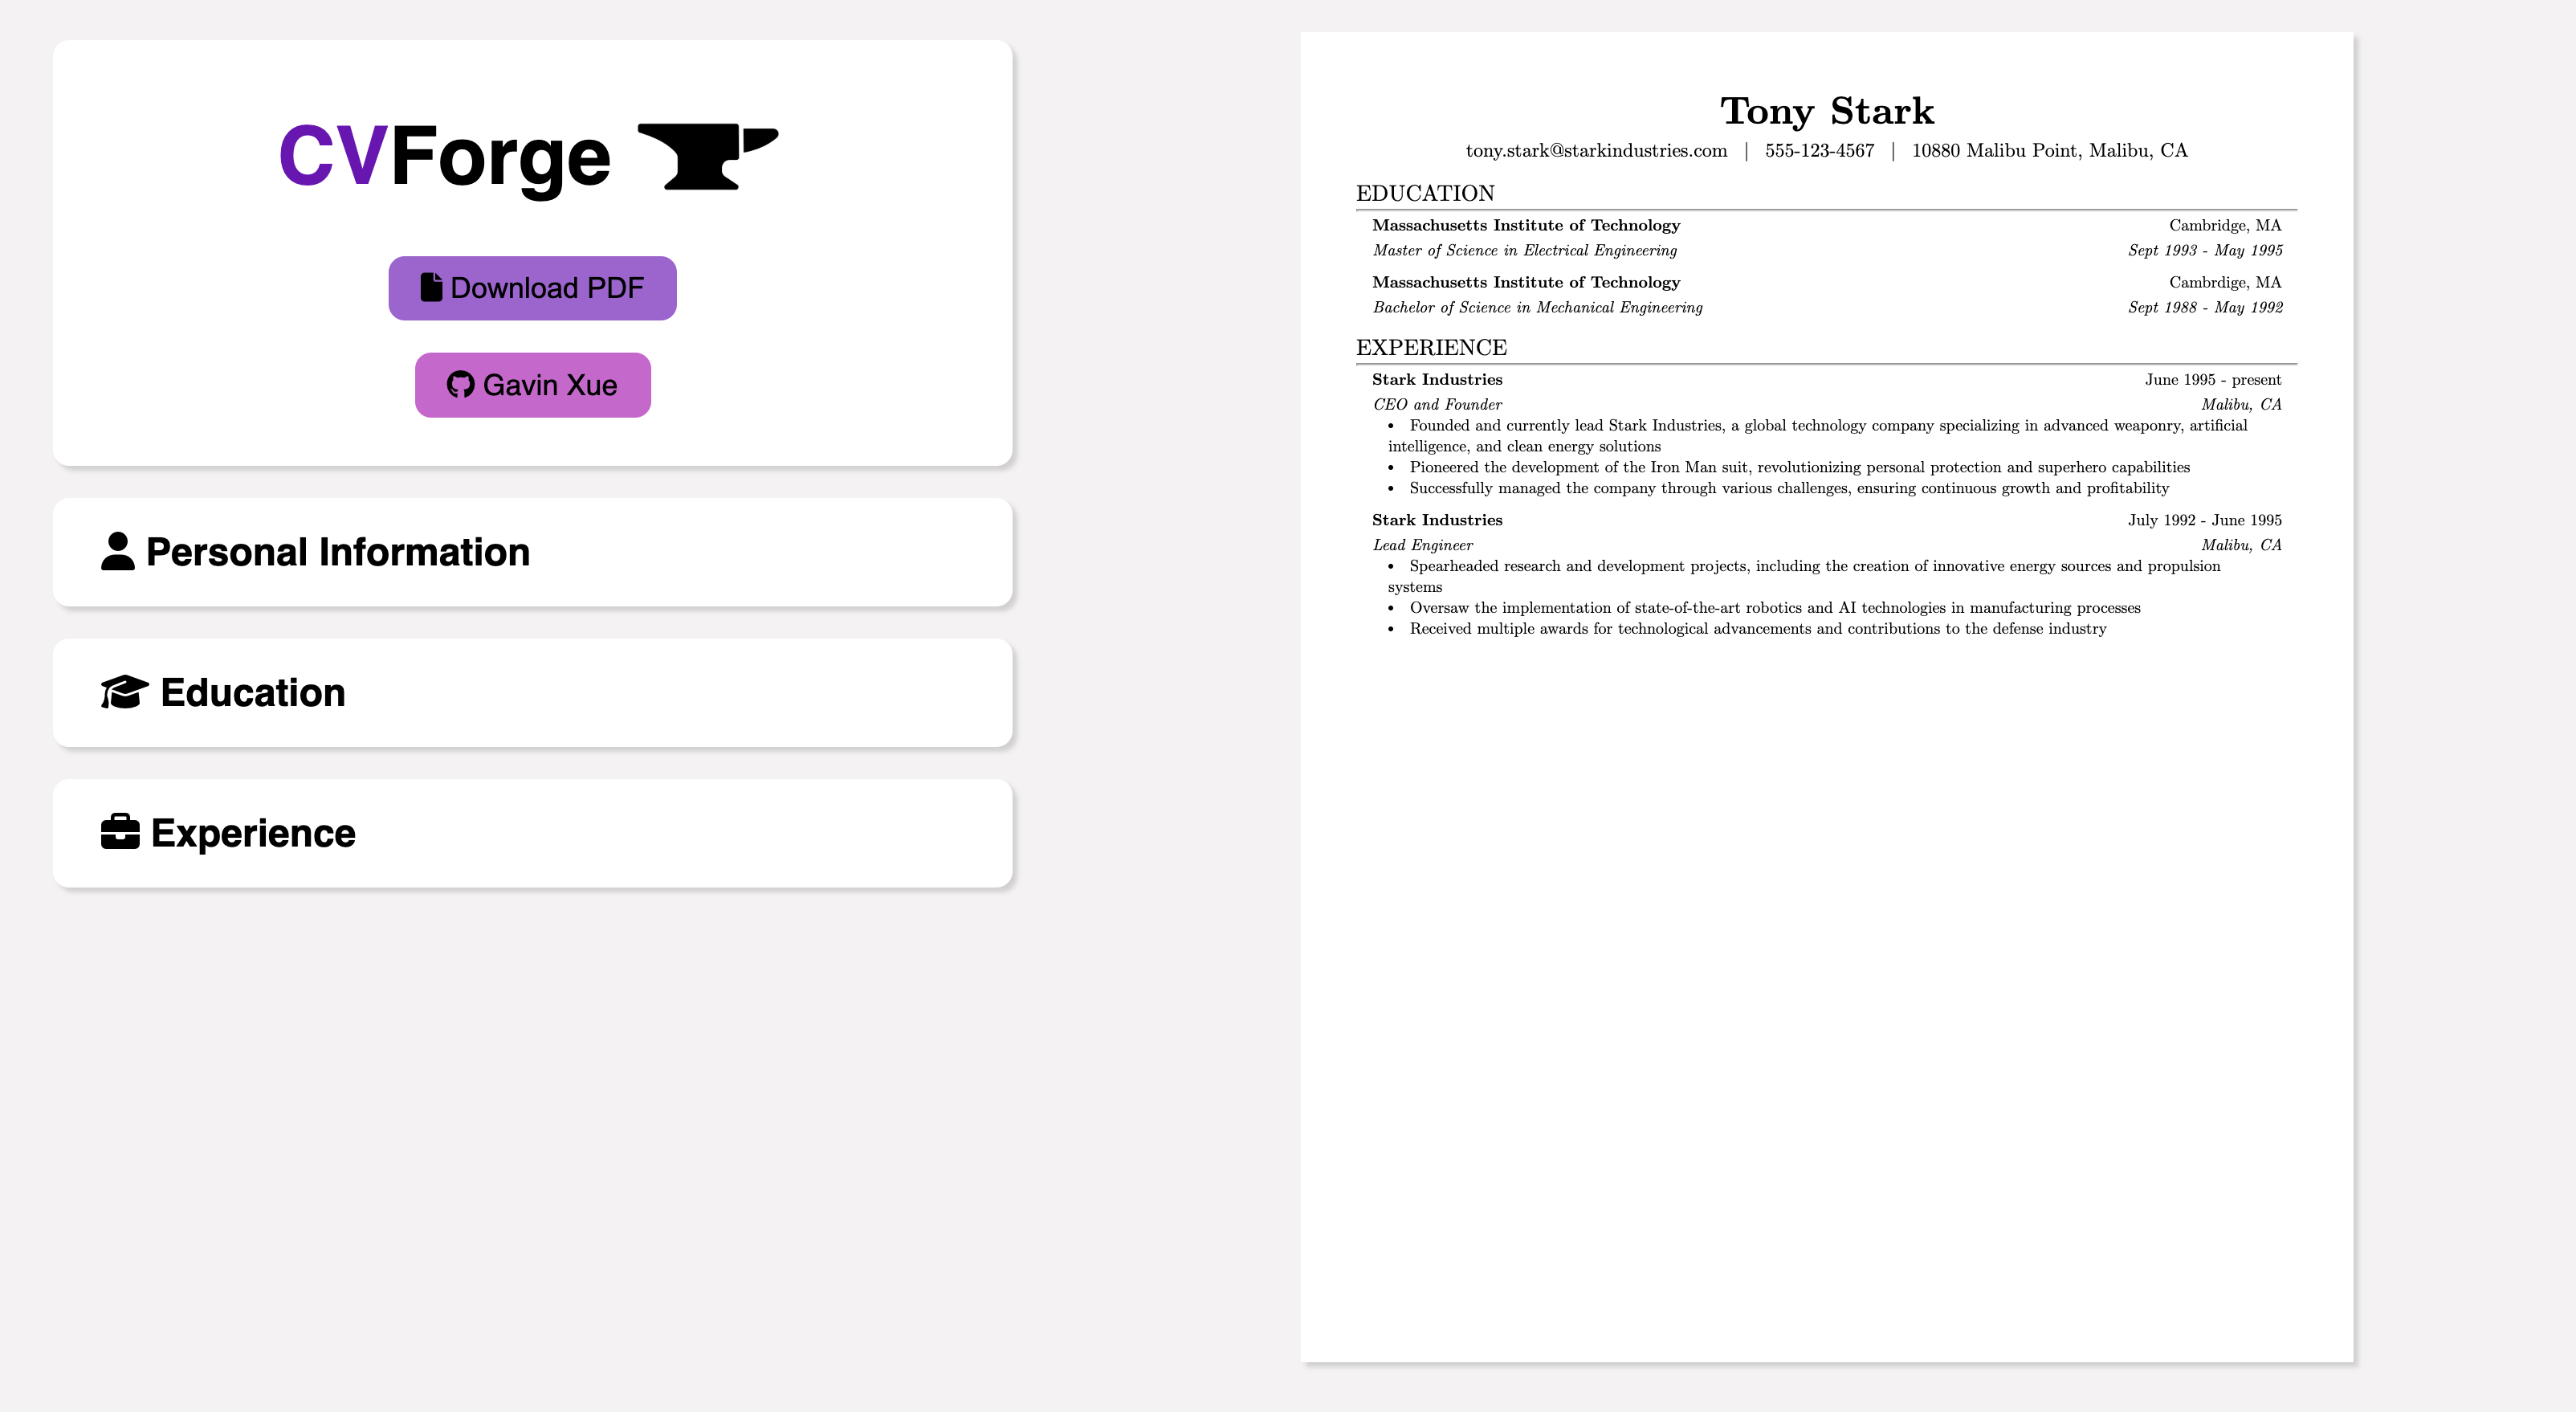 CVForge
Download PDF
Gavin Xue
Personal Information
Education
Experience
Tony Stark
tony.stark@starkindustries.com | 555-123-4567 | 10880 Malibu Point, Malibu, CA
EDUCATION
Massachusetts Institute of Technology Cambridge, MA
Master of Science in Electrical Engineering Sept 1993 - May 1995
Massachusetts Institute of Technology Cambrdige, MA
Bachelor of Science in Mechanical Engineering Sept 1988 - May 1992
EXPERIENCE
Stark Industries June 1995 - present
CEO and Founder Malibu, CA
• Founded and currently lead Stark Industries, a global technology company specializing in advanced weaponry, artificial
intelligence, and clean energy solutions
• Pioneered the development of the Iron Man suit, revolutionizing personal protection and superhero capabilities
• Successfully managed the company through various challenges, ensuring continuous growth and profitability
Stark Industries July 1992 - June 1995
Lead Engineer Malibu, CA
• Spearheaded research and development projects, including the creation of innovative energy sources and propulsion
systems
• Oversaw the implementation of state-of-the-art robotics and AI technologies in manufacturing processes
• Received multiple awards for technological advancements and contributions to the defense industry